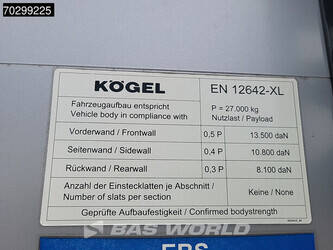 70299225
KÖGEL
EN 12642-XL
Fahrzeugaufbau entspricht
Vehicle body in compliance with
P = 27.000 kg
Nutzlast / Payload
Vorderwand / Frontwall 0,5 P 13.500 daN
Seitenwand / Sidewall 0,4 P 10.800 daN
Rückwand / Rearwall 0,3 P 8.100 daN
Anzahl der Einstecklatten je Abschnitt /
Number of slats per section
Keine / None
Geprüfte Aufbaufestigkeit / Confirmed bodystrength
BAS WORLD
EBS